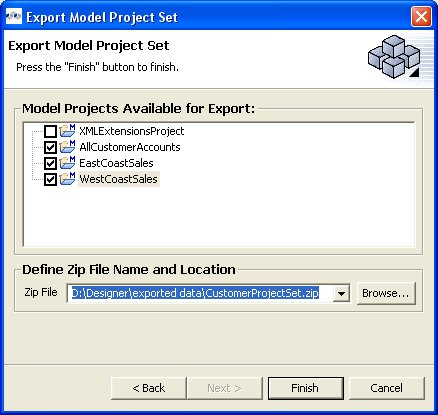 Export Model Project Set
Export Model Project Set
Press the "Finish" button to finish.
Model Projects Available for Export:
XMLExtensionsProject
AllCustomerAccounts
EastCoastSales
WestCoastSales
Define Zip File Name and Location
Zip File D:\Designer\exported data\CustomerProjectSet.zip Browse...
< Back Next > Finish Cancel